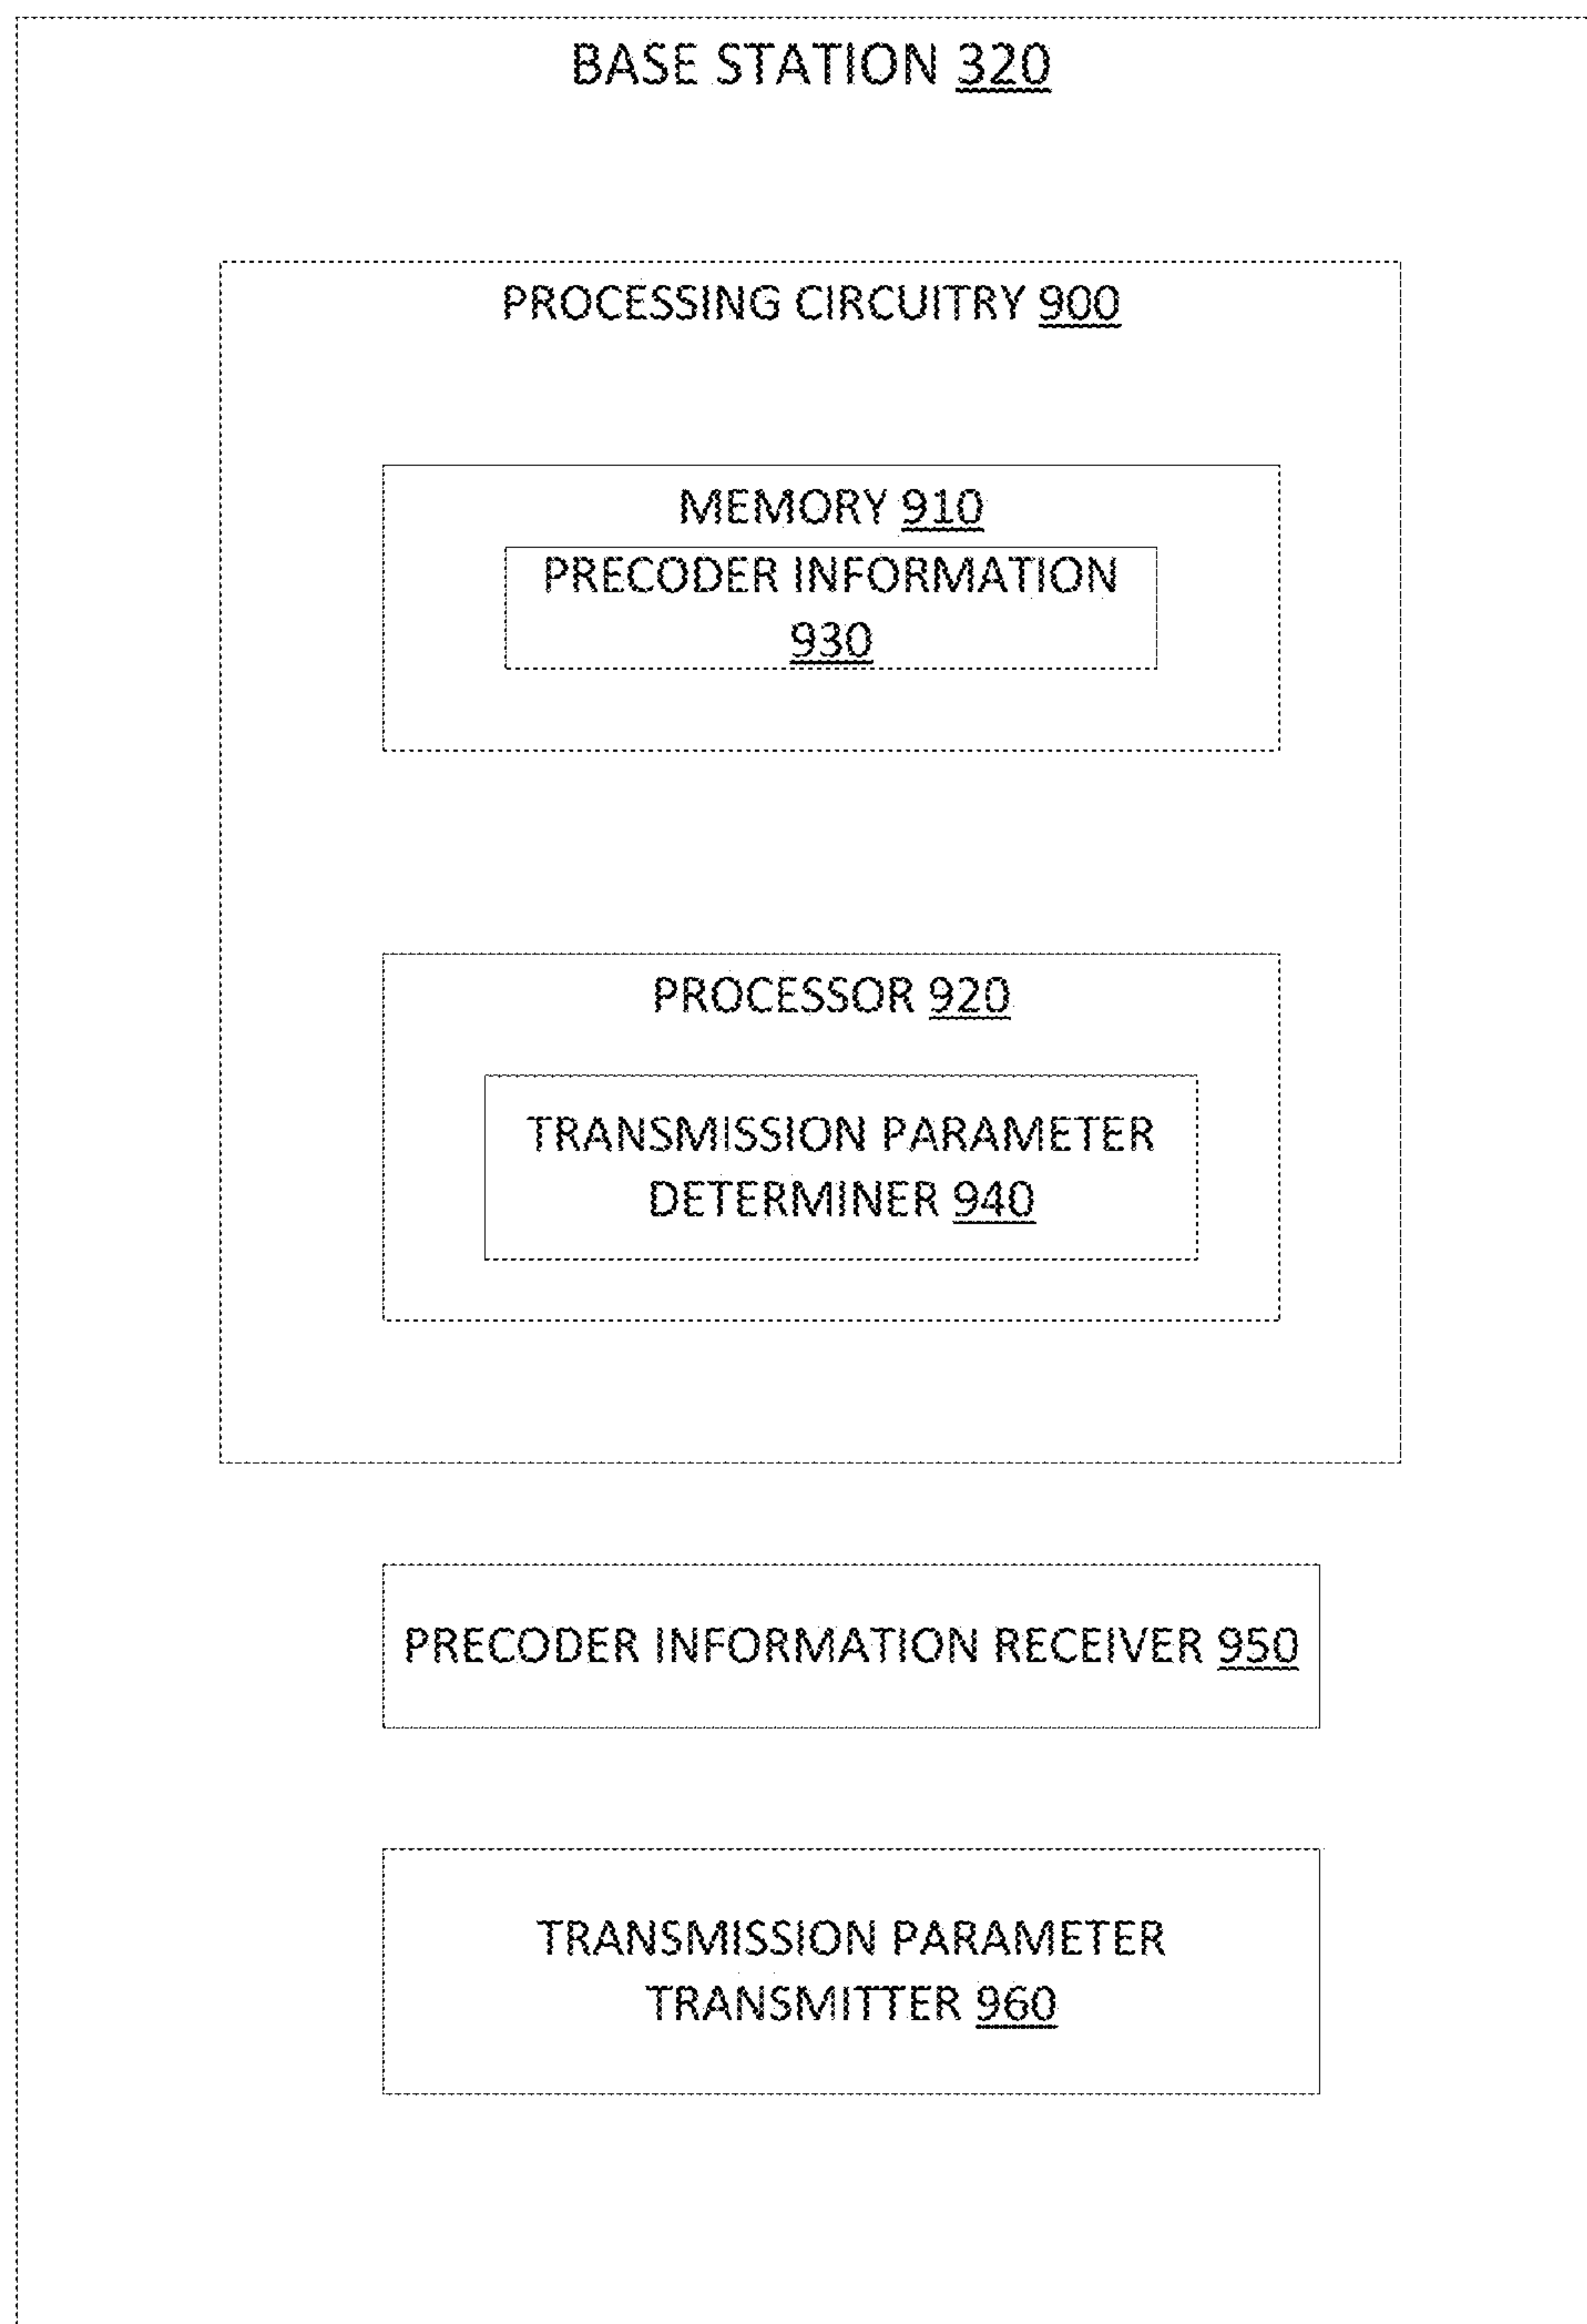 BASE STATION 320
PROCESSING CIRCUITRY 900
MEMORY 910
PRECODER INFORMATION
930
PROCESSOR 920
TRANSMISSION PARAMETER
DETERMINER 940
PRECODER INFORMATION RECEIVER 950
TRANSMISSION PARAMETER
TRANSMITTER 960